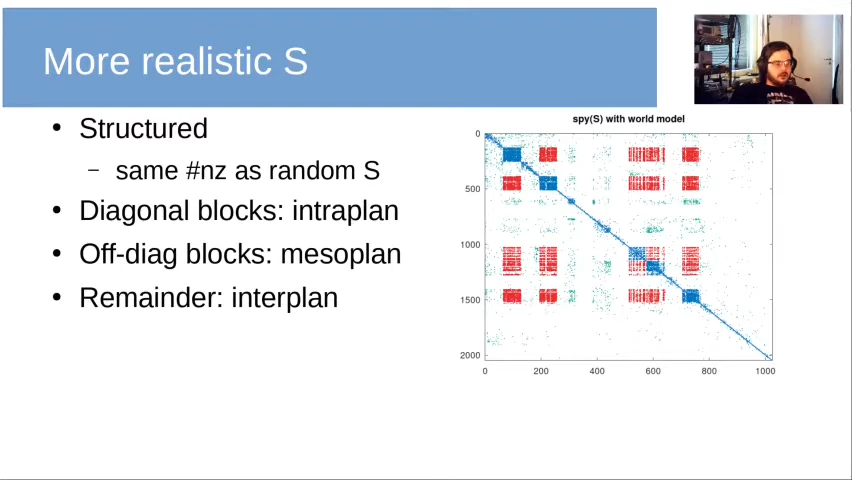 More realistic S
• Structured
– same #nz as random S
• Diagonal blocks: intraplan
• Off-diag blocks: mesoplan
• Remainder: interplan
spy(S) with world model
0
500
1000
1500
2000
0 200 400 600 800 1000